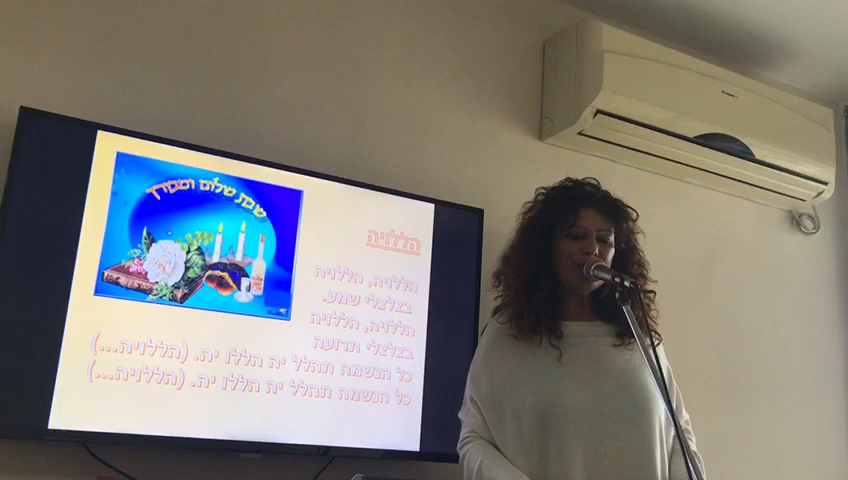 שבת שלום ומבורך
הללויה
הללויה, הללויה
בצלצלי שמע.
הללויה, הללויה
בצלצלי תרועה
כל הנשמה תהלל יה הללו יה. (הללויה...)
כל הנשמה תהלל יה הללו יה. (הללויה...)